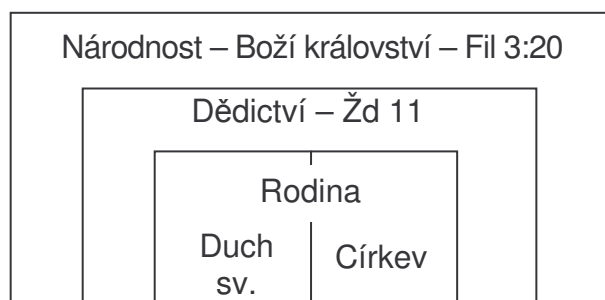 Národnost – Boží království – Fil 3:20
Dědictví – Žd 11
Rodina
Duch
sv.
Církev